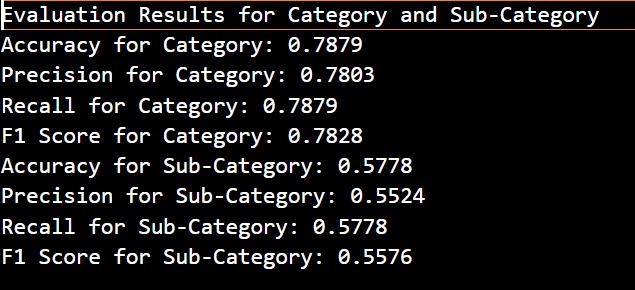 Evaluation Results for Category and Sub-Category
Accuracy for Category: 0.7879
Precision for Category: 0.7803
Recall for Category: 0.7879
F1 Score for Category: 0.7828
Accuracy for Sub-Category: 0.5778
Precision for Sub-Category: 0.5524
Recall for Sub-Category: 0.5778
F1 Score for Sub-Category: 0.5576